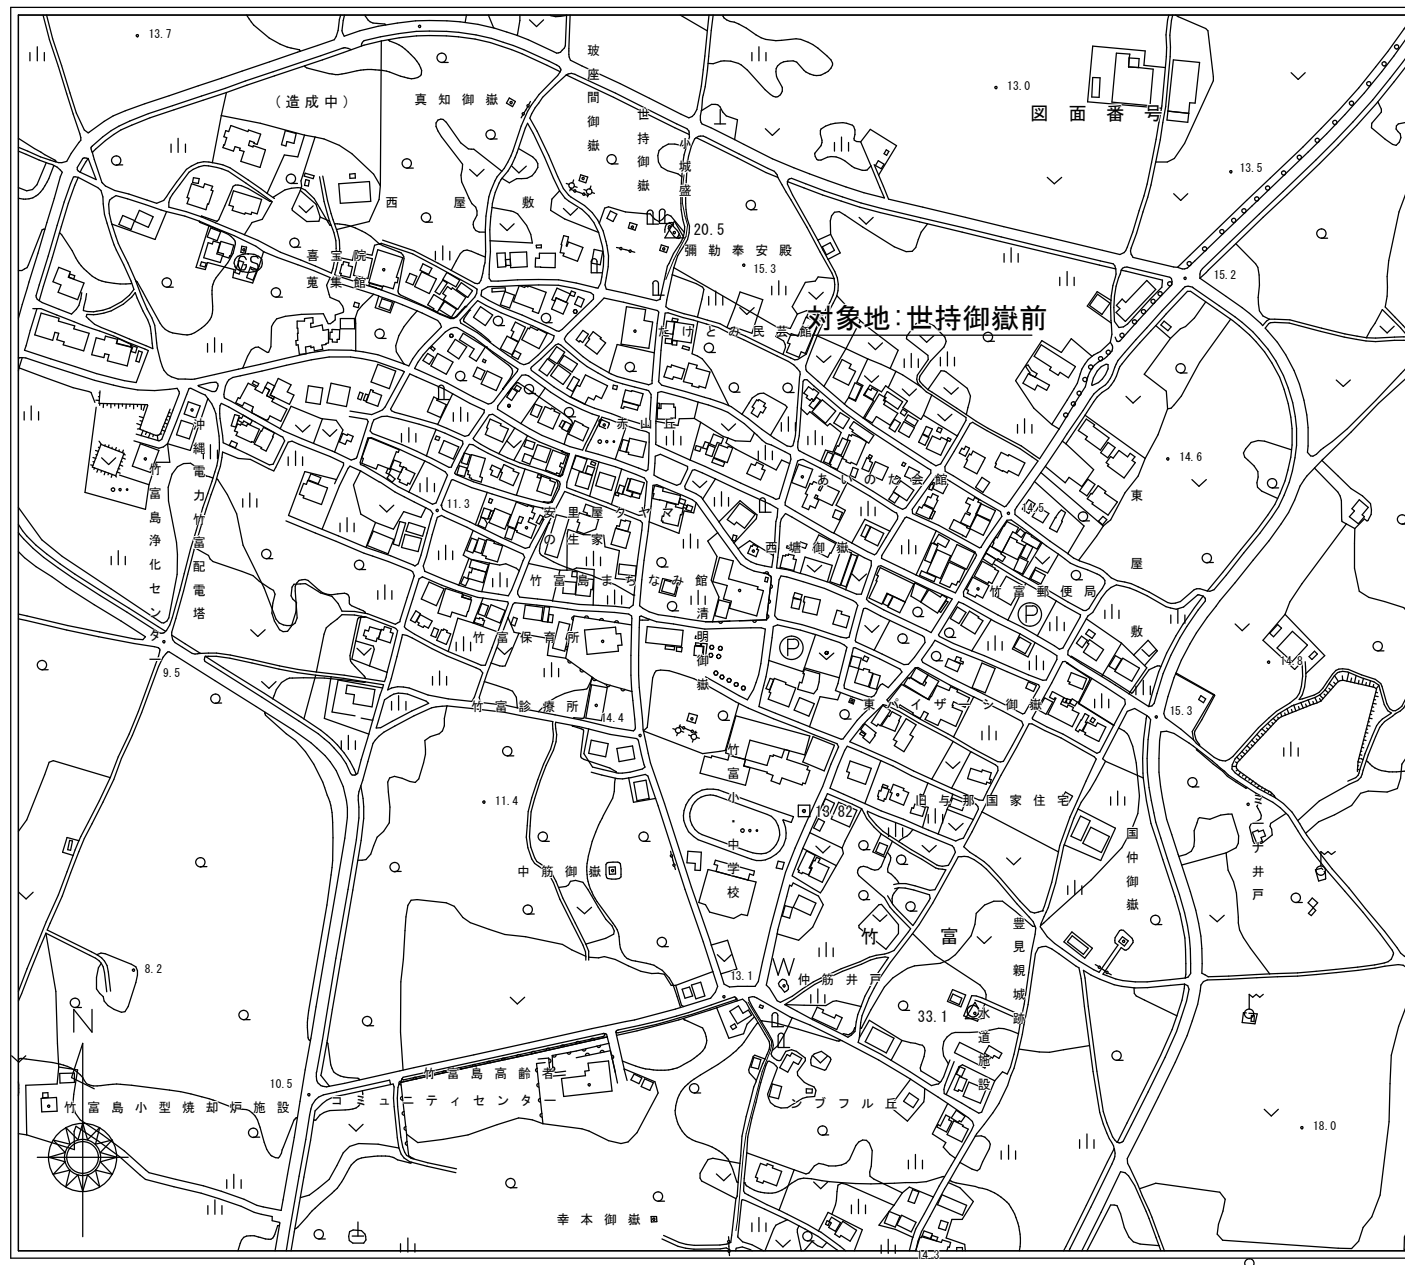 13.7
玻座間御嶽
(造成中)
真知御嶽
世持御嶽
13.0
図面番号
小城盛
13.5
西屋敷
20.5
彌勒奉安殿
喜宝院
蒐集館
GS
15.3
15.2
対象地:世持御嶽前
たけとみ民芸館
赤山丘
沖縄電力竹富配電塔
竹富島浄化センター
14.6
あいのた会館
東屋敷
11.3
安里屋クヤマ
の生家
14.5
西塘御嶽
竹富島まちなみ館
竹富郵便局
P
清明御嶽
竹富保育所
P
9.5
14.8
竹富診療所
14.4
東パイザーシ御嶽
15.3
竹富小中学校
11.4
13.82
旧与那国家住宅
国仲御嶽
ミーナ井戸
中筋御嶽
竹富
豊見親城跡
8.2
13.1
W
仲筋井戸
N
33.1
水道施設
10.5
竹富島高齢者
コミュニティセンター
竹富島小型焼却炉施設
ンブフル丘
18.0
幸本御嶽
14.3